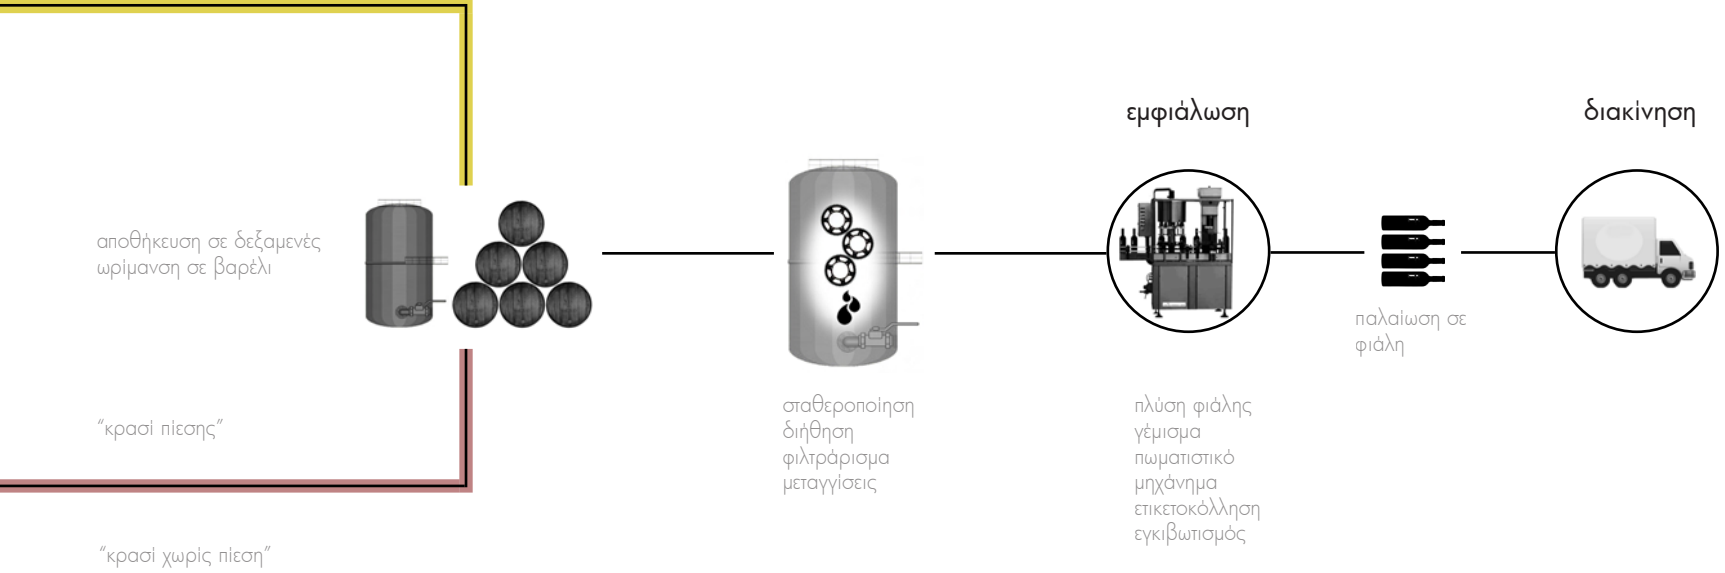 εμφιάλωση
διακίνηση
αποθήκευση σε δεξαμενές
ωρίμανση σε βαρέλι
παλαίωση σε
φιάλη
“κρασί πίεσης”
σταθεροποίηση
διήθηση
φιλτράρισμα
μεταγγίσεις
πλύση φιάλης
γέμισμα
πωματιστικό
μηχάνημα
ετικετοκόλληση
εγκιβωτισμός
“κρασί χωρίς πίεση”